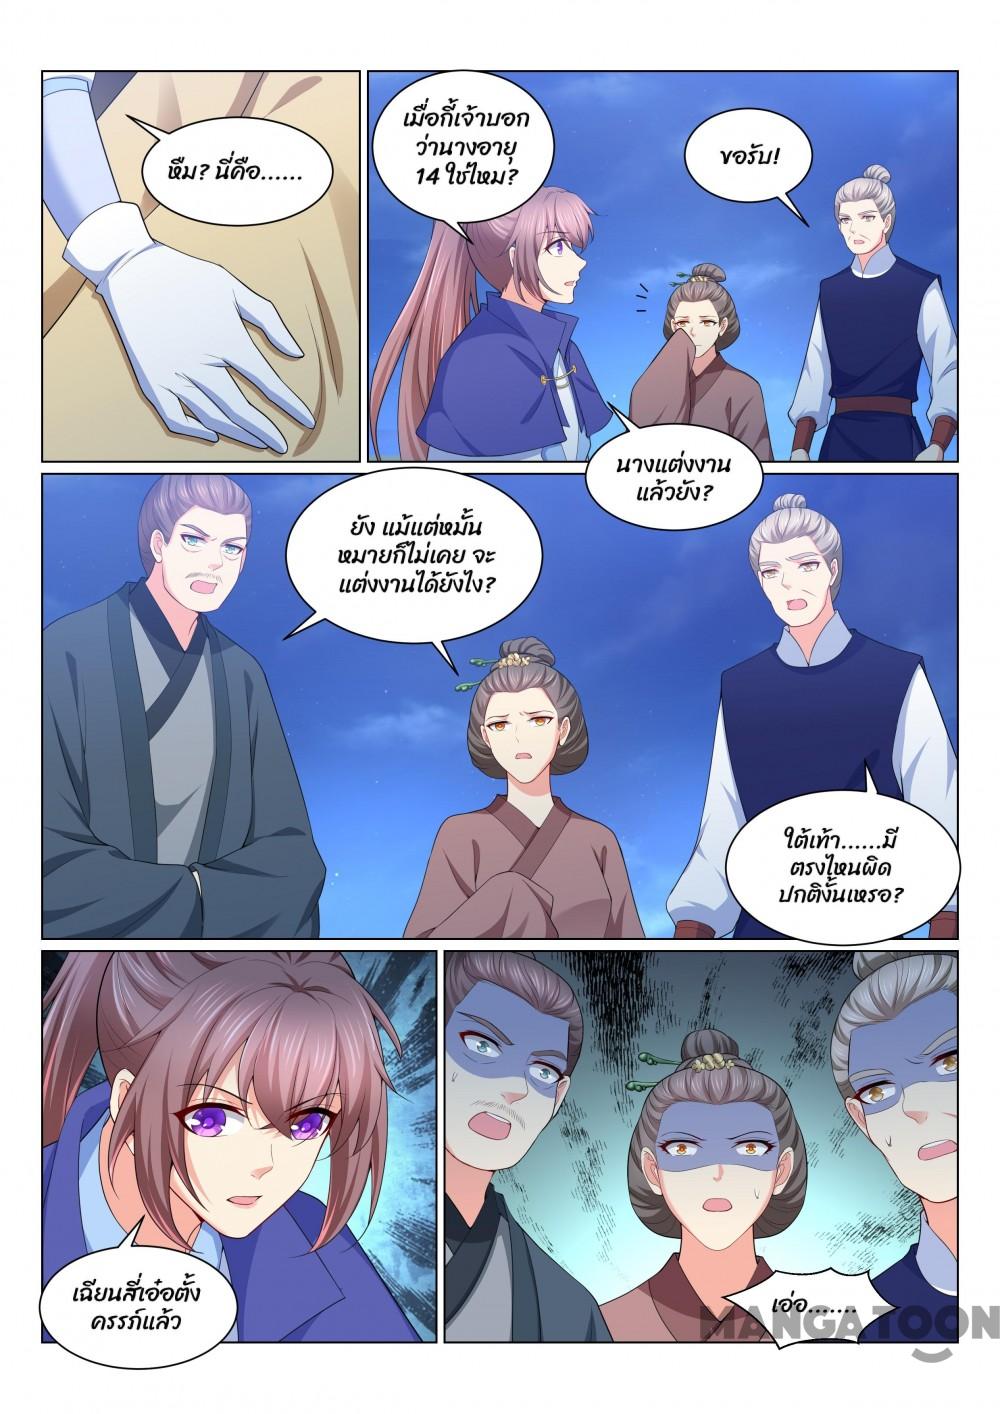 หืม? นี่คือ......
เมื่อกี้เจ้าบอก
ว่านางอายุ
14 ใช่ไหม?
ขอรับ!
นางแต่งงาน
แล้วยัง?
ยัง แม้แต่หมั้น
หมายก็ไม่เคย จะ
แต่งงานได้ยังไง?
ใต้เท้า......มี
ตรงไหนผิด
ปกติงั้นเหรอ?
เฉียนสี่เอ๋อตั้ง
ครรภ์แล้ว
เอ่อ.......
MANGATOON